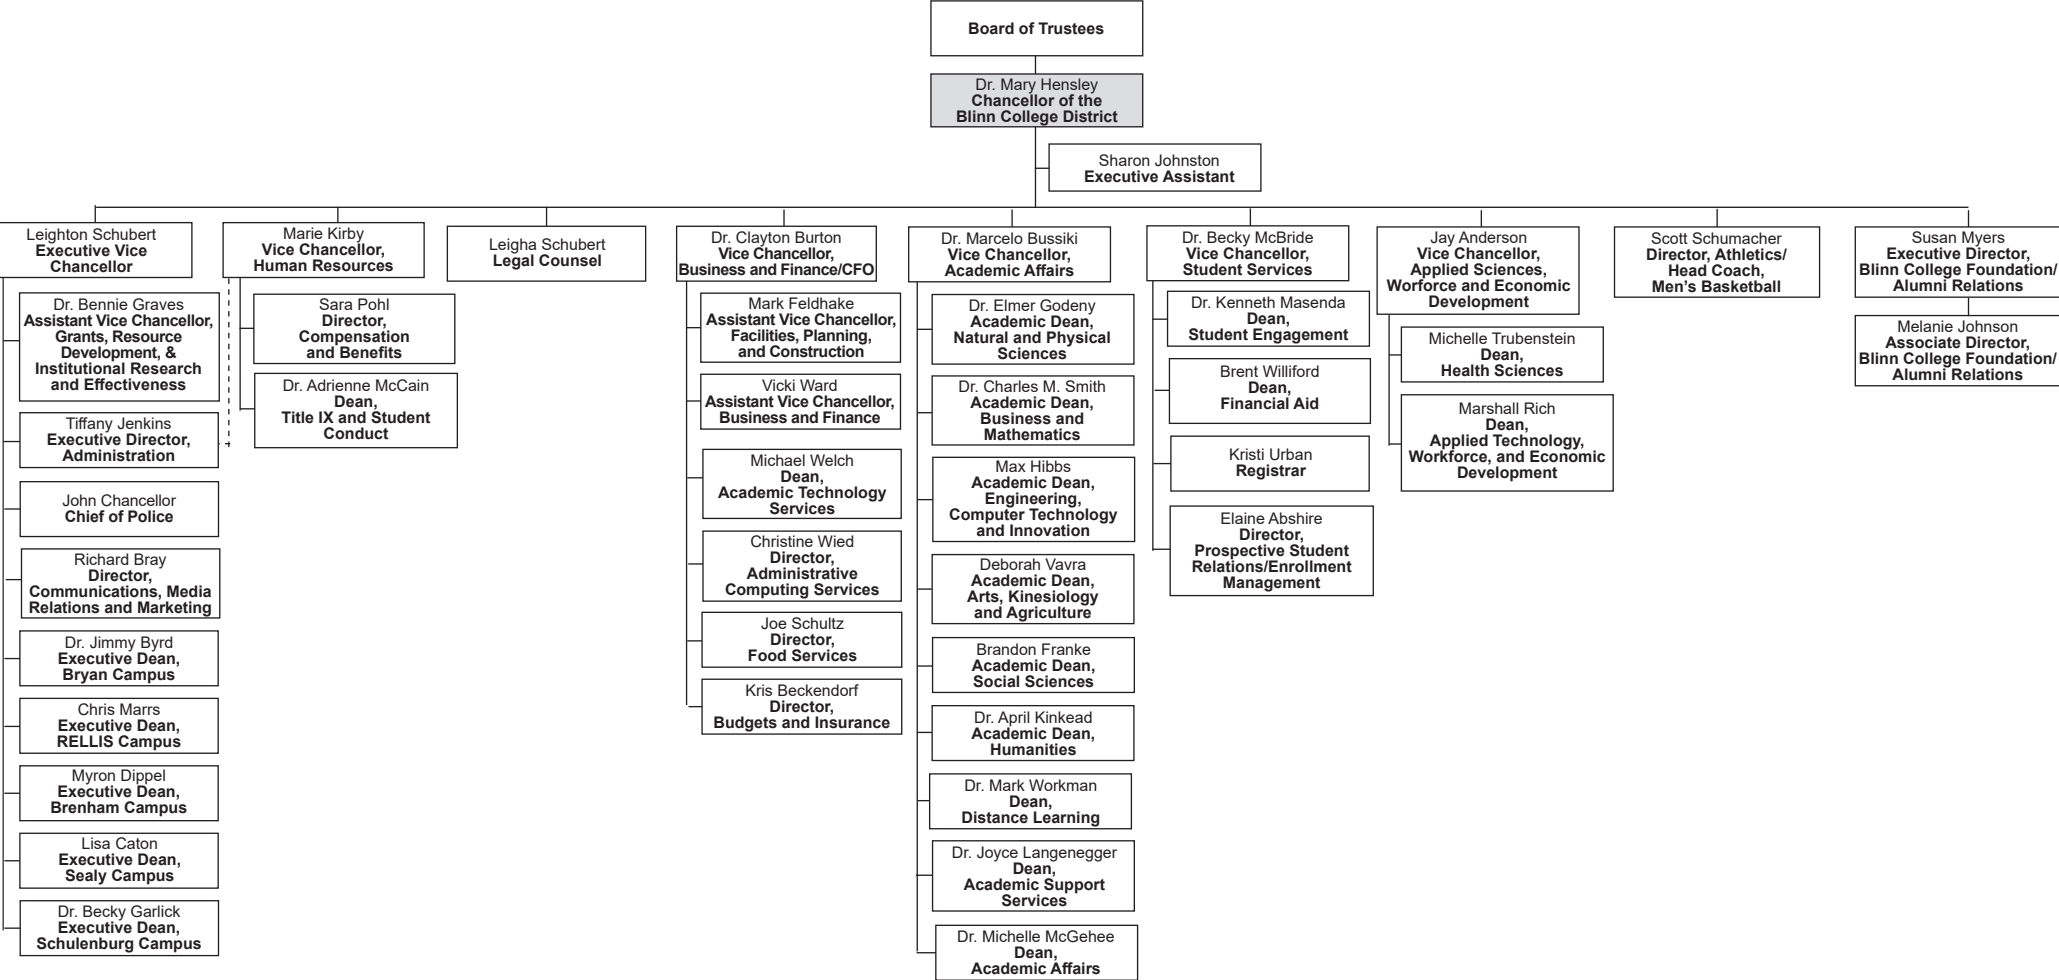 Board of Trustees
Dr. Mary Hensley
Chancellor of the
Blinn College District
Sharon Johnston
Executive Assistant
Leighton Schubert
Executive Vice
Chancellor
Dr. Bennie Graves
Assistant Vice Chancellor,
Grants, Resource
Development, &
Institutional Research
and Effectiveness
Tiffany Jenkins
Executive Director,
Administration
John Chancellor
Chief of Police
Richard Bray
Director,
Communications, Media
Relations and Marketing
Dr. Jimmy Byrd
Executive Dean,
Bryan Campus
Chris Marrs
Executive Dean,
RELLIS Campus
Myron Dippel
Executive Dean,
Brenham Campus
Lisa Caton
Executive Dean,
Sealy Campus
Dr. Becky Garlick
Executive Dean,
Schulenburg Campus
Marie Kirby
Vice Chancellor,
Human Resources
Sara Pohl
Director,
Compensation
and Benefits
Dr. Adrienne McCain
Dean,
Title IX and Student
Conduct
Leigha Schubert
Legal Counsel
Dr. Clayton Burton
Vice Chancellor,
Business and Finance/CFO
Mark Feldhake
Assistant Vice Chancellor,
Facilities, Planning,
and Construction
Vicki Ward
Assistant Vice Chancellor,
Business and Finance
Michael Welch
Dean,
Academic Technology
Services
Christine Wied
Director,
Administrative
Computing Services
Joe Schultz
Director,
Food Services
Kris Beckendorf
Director,
Budgets and Insurance
Dr. Marcelo Bussiki
Vice Chancellor,
Academic Affairs
Dr. Elmer Godeny
Academic Dean,
Natural and Physical
Sciences
Dr. Charles M. Smith
Academic Dean,
Business and
Mathematics
Max Hibbs
Academic Dean,
Engineering,
Computer Technology
and Innovation
Deborah Vavra
Academic Dean,
Arts, Kinesiology
and Agriculture
Brandon Franke
Academic Dean,
Social Sciences
Dr. April Kinkead
Academic Dean,
Humanities
Dr. Mark Workman
Dean,
Distance Learning
Dr. Joyce Langenegger
Dean,
Academic Support
Services
Dr. Michelle McGehee
Dean,
Academic Affairs
Dr. Becky McBride
Vice Chancellor,
Student Services
Dr. Kenneth Masenda
Dean,
Student Engagement
Brent Williford
Dean,
Financial Aid
Kristi Urban
Registrar
Elaine Abshire
Director,
Prospective Student
Relations/Enrollment
Management
Jay Anderson
Vice Chancellor,
Applied Sciences,
Worforce and Economic
Development
Michelle Trubenstein
Dean,
Health Sciences
Marshall Rich
Dean,
Applied Technology,
Workforce, and Economic
Development
Scott Schumacher
Director, Athletics/
Head Coach,
Men's Basketball
Susan Myers
Executive Director,
Blinn College Foundation/
Alumni Relations
Melanie Johnson
Associate Director,
Blinn College Foundation/
Alumni Relations